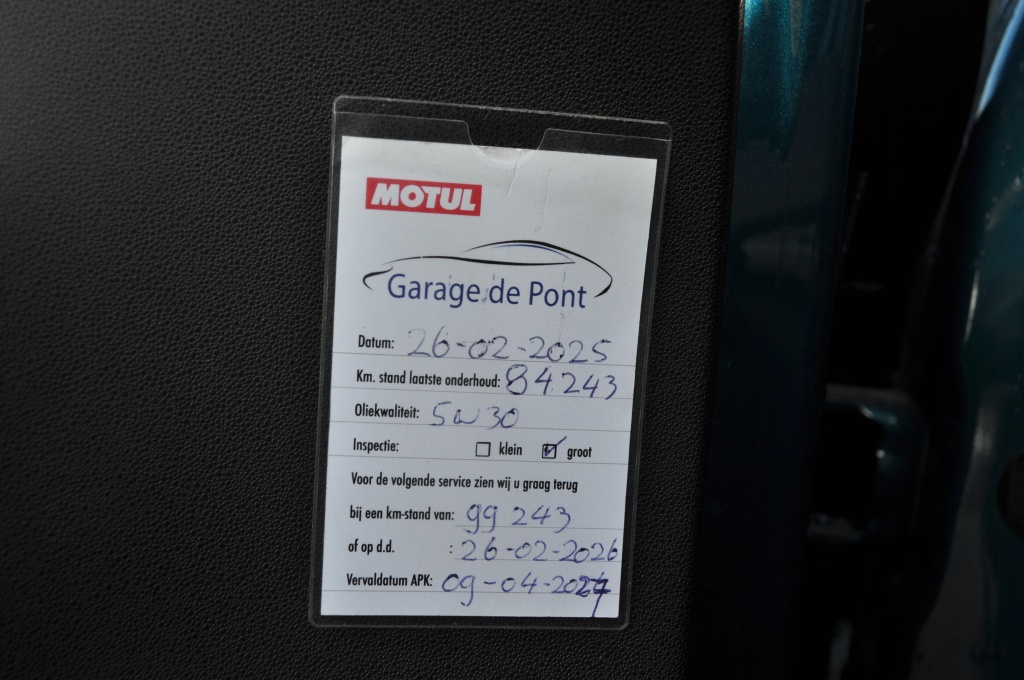 MOTUL
Garage de Pont
Datum: 26-02-2025
Km. stand laatste onderhoud: 84.243
Oliekwaliteit: 5w30
Inspectie: klein groot
Voor de volgende service zien wij u graag terug
bij een km-stand van: 99 243
of op d.d. : 26-02-2026
Vervaldatum APK: 09-04-2027